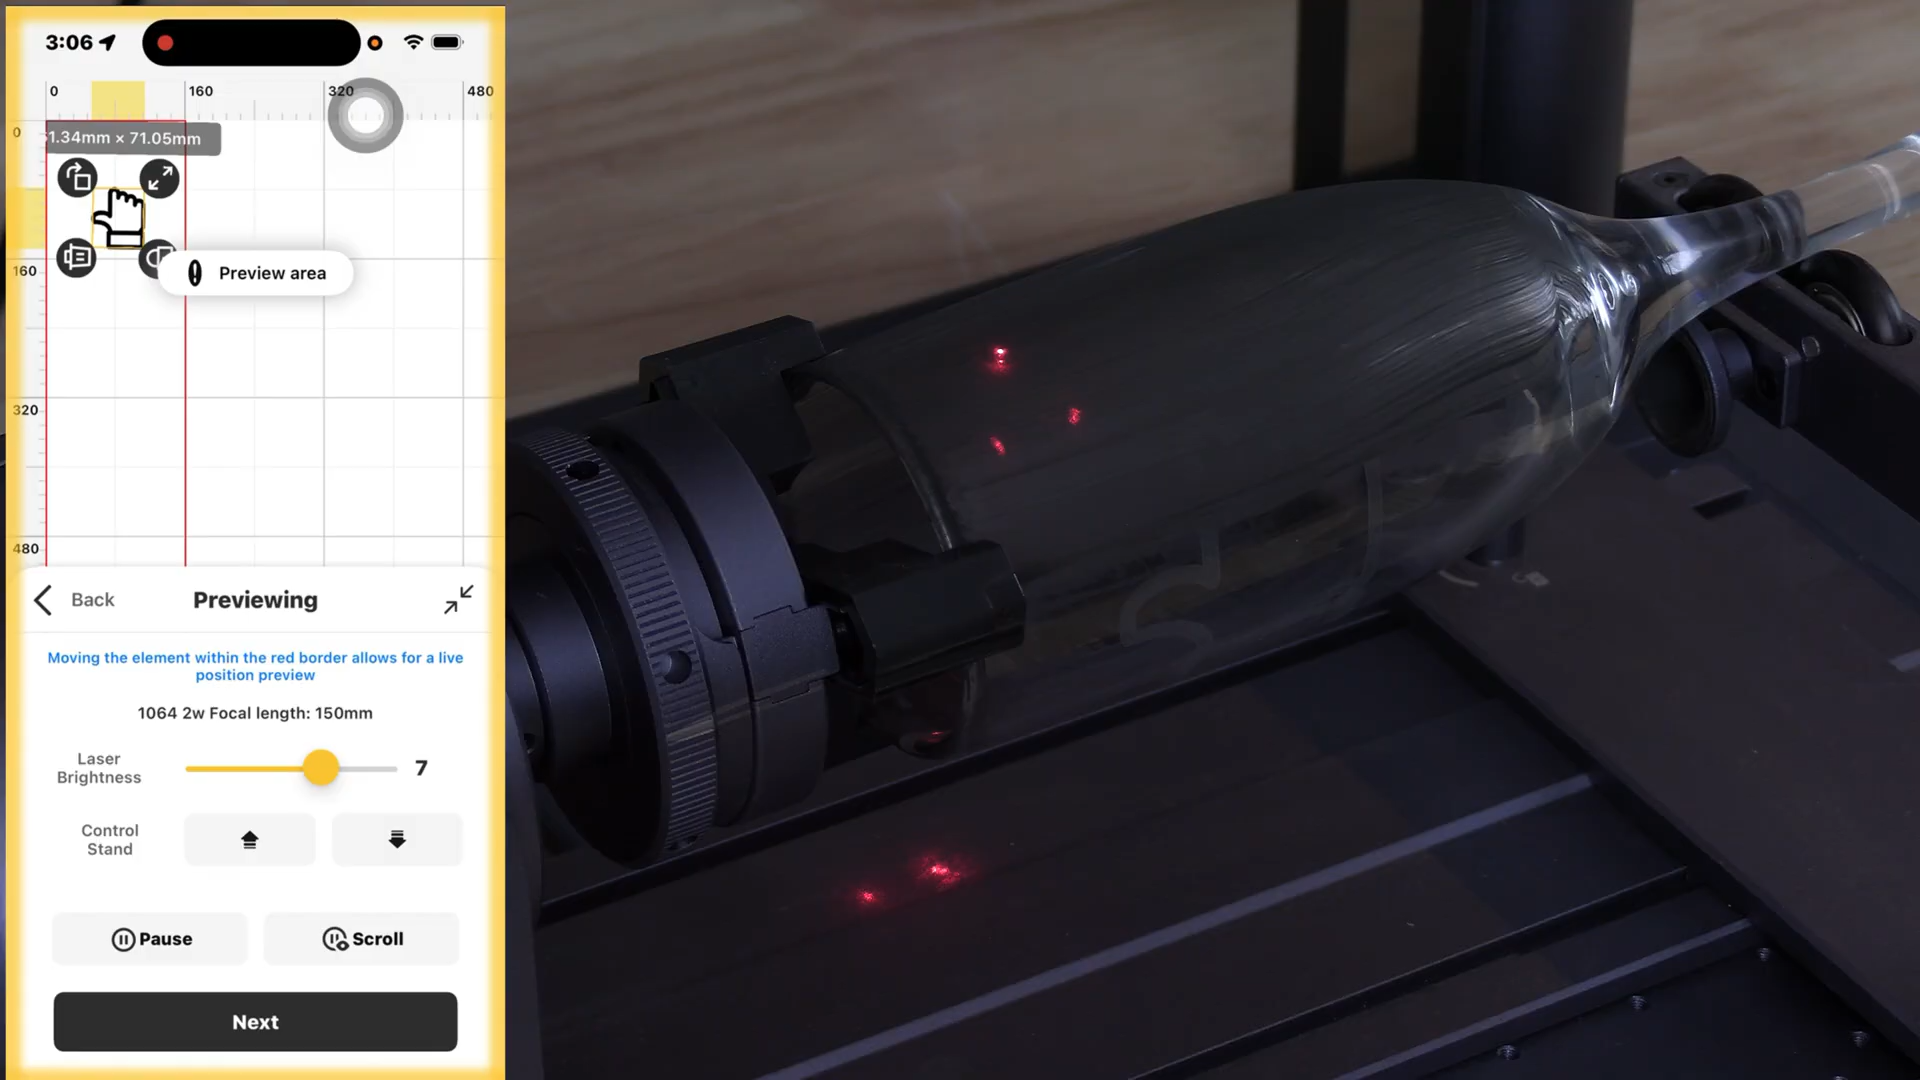 3:06
0
160
320
480
0
1.34mm × 71.05mm
Preview area
160
320
480
Back
Previewing
Moving the element within the red border allows for a live
position preview
1064 2w Focal length: 150mm
Laser
Brightness
7
Control
Stand
Pause
Scroll
Next